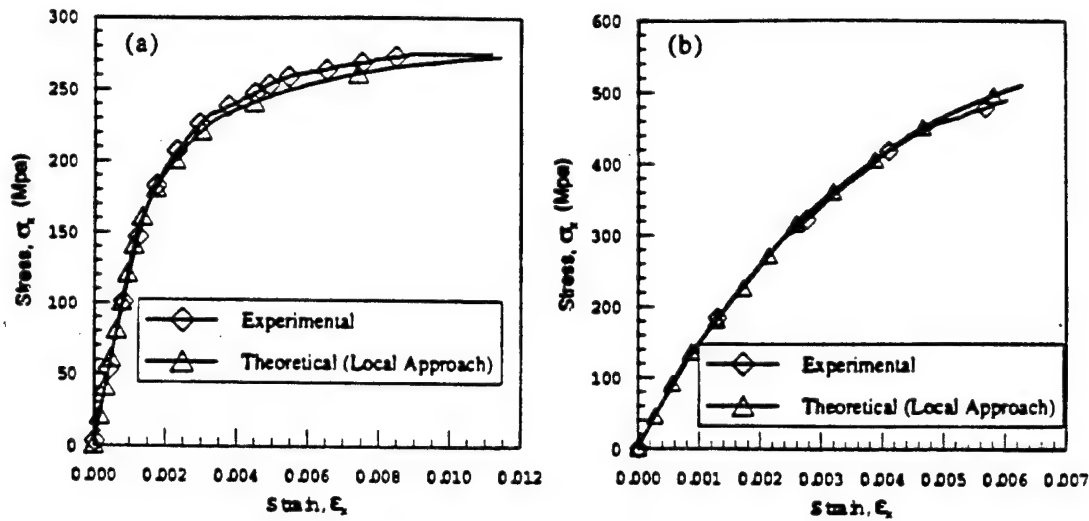 (a)
300
250
200
150
100
50
0
Stress, σx (Mpa)
Experimental
Theoretical (Local Approach)
0.000 0.002 0.004 0.006 0.008 0.010 0.012
Strain, εx
(b)
600
500
400
300
200
100
0
Stress, σx (Mpa)
Experimental
Theoretical (Local Approach)
0.000 0.001 0.002 0.003 0.004 0.005 0.006 0.007
Strain, εx